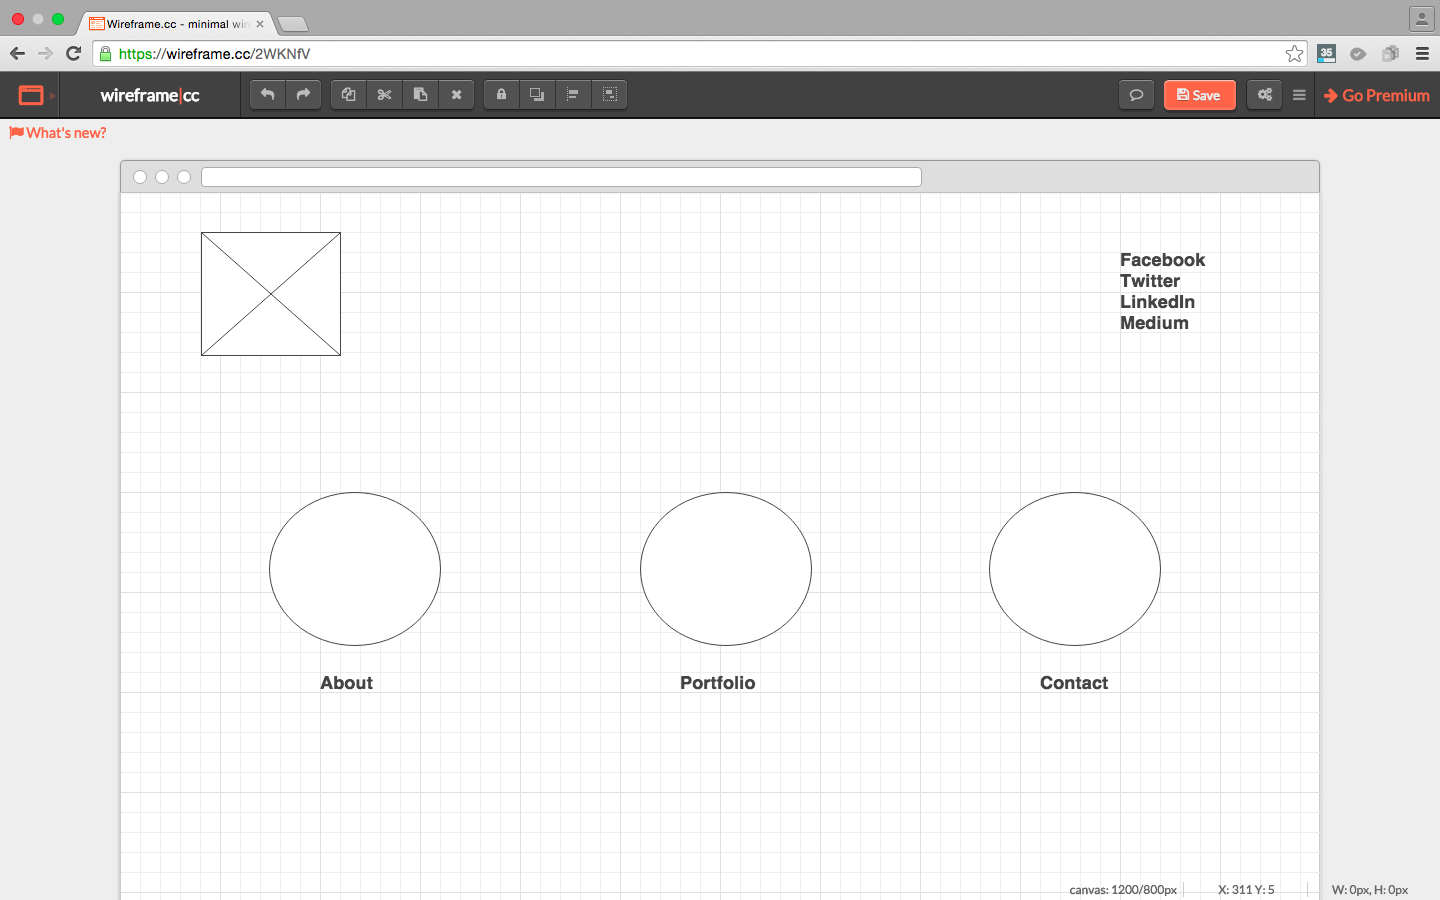 Wireframe.cc - minimal wir
https://wireframe.cc/2WKNfV
35
wireframe|cc
Save
Go Premium
What's new?
Facebook
Twitter
LinkedIn
Medium
About
Portfolio
Contact
canvas: 1200/800px
X: 311 Y: 5
W: 0px, H: 0px